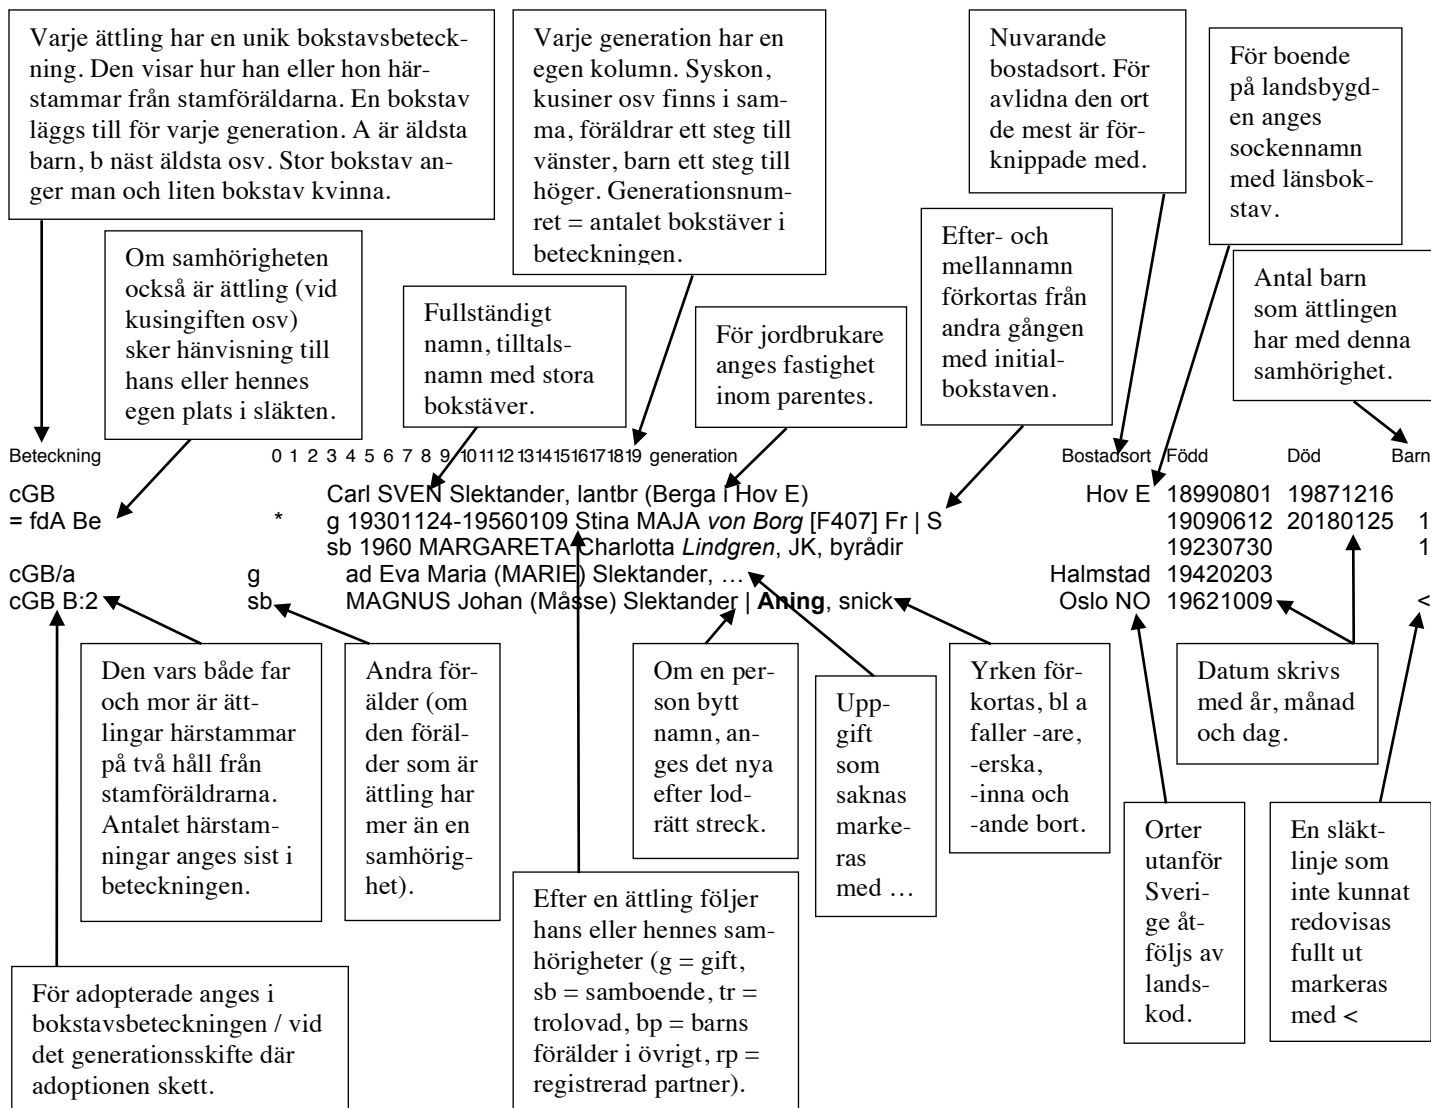 Varje ättling har en unik bokstavsbeteck-
ning. Den visar hur han eller hon här-
stammar från stamföräldarna. En bokstav
läggs till för varje generation. A är äldsta
barn, b näst äldsta osv. Stor bokstav an-
ger man och liten bokstav kvinna.
Varje generation har en
egen kolumn. Syskon,
kusiner osv finns i sam-
ma, föräldrar ett steg till
vänster, barn ett steg till
höger. Generationsnum-
ret = antalet bokstäver i
beteckningen.
Nuvarande
bostadsort. För
avlidna den ort
de mest är för-
knippade med.
För boende
på landsbygd-
en anges
sockennamn
med länsbok-
stav.
Om samhörigheten
också är ättling (vid
kusingiften osv)
sker hänvisning till
hans eller hennes
egen plats i släkten.
Fullständigt
namn, tilltals-
namn med stora
bokstäver.
För jordbrukare
anges fastighet
inom parentes.
Efter- och
mellannamn
förkortas från
andra gången
med initial-
bokstaven.
Antal barn
som ättlingen
har med denna
samhörighet.
Beteckning 0 1 2 3 4 5 6 7 8 9 10 11 12 13 14 15 16 17 18 19 generation Bostadsort Född Död Barn
cGB Carl SVEN Slektander, lantbr (Berga i Hov E) Hov E 18990801 19871216
= fdA Be * g 19301124-19560109 Stina MAJA von Borg [F407] Fr | S 19090612 20180125 1
sb 1960 MARGARETA Charlotta Lindgren, JK, byrådir 19230730 1
cGB/a g ad Eva Maria (MARIE) Slektander, … Halmstad 19420203
cGB B:2 sb MAGNUS Johan (Måsse) Slektander | Aning, snick Oslo NO 19621009 <
Den vars både far
och mor är ätt-
lingar härstammar
på två håll från
stamföräldrarna.
Antalet härstam-
ningar anges sist i
beteckningen.
Andra för-
älder (om
den föräl-
der som är
ättling har
mer än en
samhörig-
het).
Om en per-
son bytt
namn, an-
ges det nya
efter lod-
rätt streck.
Upp-
gift
som
saknas
marke-
ras
med …
Yrken för-
kortas, bl a
faller -are,
-erska,
-inna och
-ande bort.
Datum skrivs
med år, månad
och dag.
Orter
utanför
Sveri-
ge åt-
följs av
lands-
kod.
En släkt-
linje som
inte kunnat
redovisas
fullt ut
markeras
med <
Efter en ättling följer
hans eller hennes sam-
hörigheter (g = gift,
sb = samboende, tr =
trolovad, bp = barns
förälder i övrigt, rp =
registrerad partner).
För adopterade anges i
bokstavsbeteckningen / vid
det generationsskifte där
adoptionen skett.